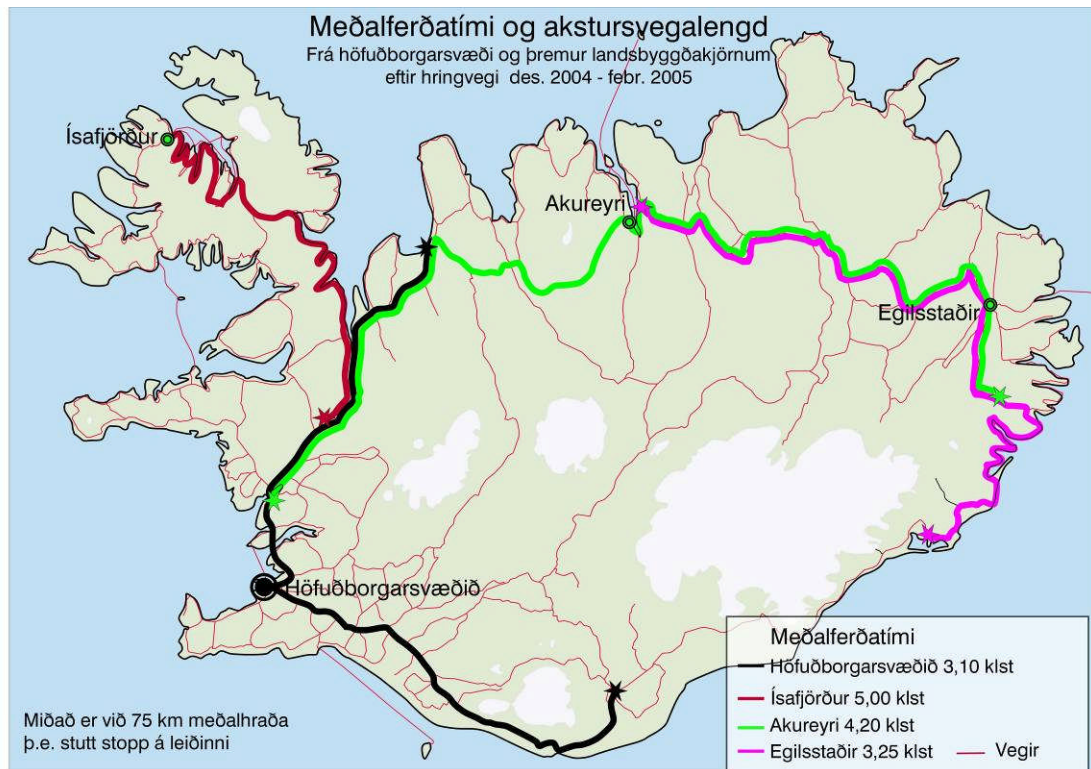 Meðalferðatími og akstursvegalengd
Frá höfuðborgarsvæði og þremur landsbyggðakjörnum
eftir hringvegi des. 2004 - febr. 2005
Ísafjörður
Akureyri
Egilsstaðir
Höfuðborgarsvæðið
Miðað er við 75 km meðalhraða
þ.e. stutt stopp á leiðinni
Meðalferðatími
Höfuðborgarsvæðið 3,10 klst
Ísafjörður 5,00 klst
Akureyri 4,20 klst
Egilsstaðir 3,25 klst
Vegir